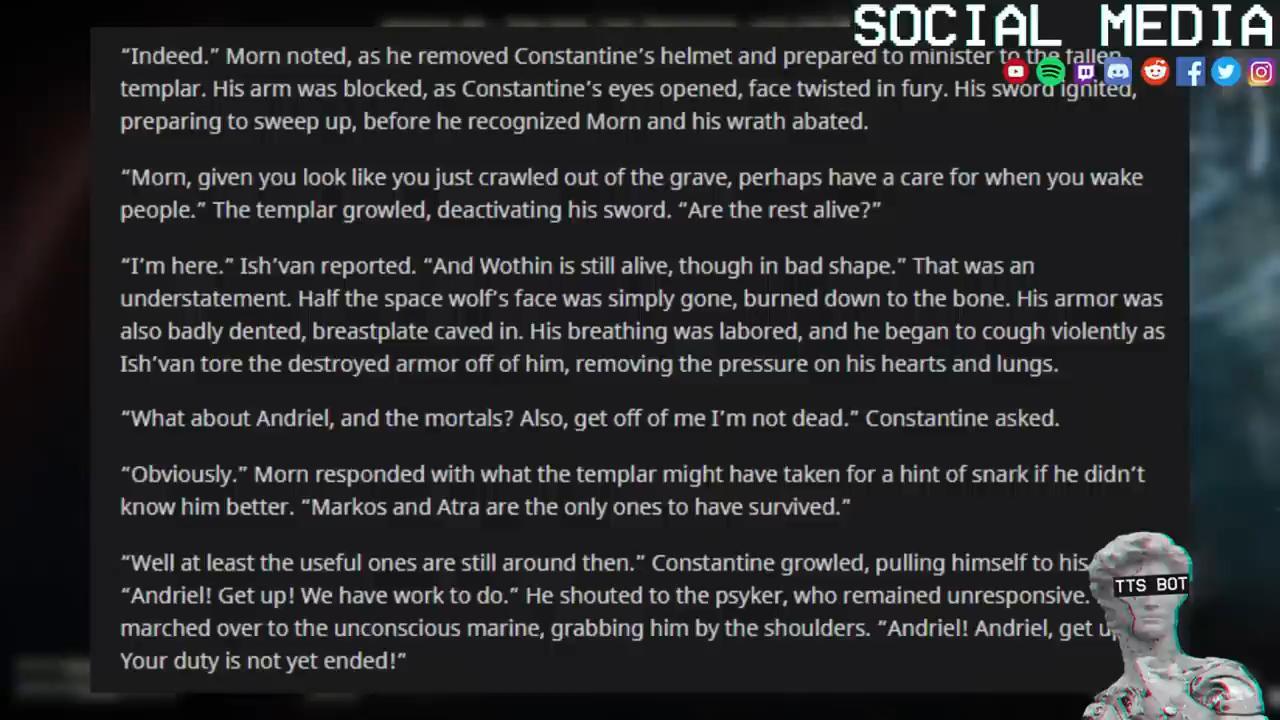 SOCIAL MEDIA
“Indeed.” Morn noted, as he removed Constantine’s helmet and prepared to minister to the fallen
templar. His arm was blocked, as Constantine’s eyes opened, face twisted in fury. His sword ignited,
preparing to sweep up, before he recognized Morn and his wrath abated.
“Morn, given you look like you just crawled out of the grave, perhaps have a care for when you wake
people.” The templar growled, deactivating his sword. “Are the rest alive?”
“I’m here.” Ish’van reported. “And Wothin is still alive, though in bad shape.” That was an
understatement. Half the space wolf’s face was simply gone, burned down to the bone. His armor was
also badly dented, breastplate caved in. His breathing was labored, and he began to cough violently as
Ish’van tore the destroyed armor off of him, removing the pressure on his hearts and lungs.
“What about Andriel, and the mortals? Also, get off of me I’m not dead.” Constantine asked.
“Obviously.” Morn responded with what the templar might have taken for a hint of snark if he didn’t
know him better. “Markos and Atra are the only ones to have survived.”
“Well at least the useful ones are still around then.” Constantine growled, pulling himself to his
“Andriel! Get up! We have work to do.” He shouted to the psyker, who remained unresponsive.
marched over to the unconscious marine, grabbing him by the shoulders. “Andriel! Andriel, get
Your duty is not yet ended!”
TTS BOT